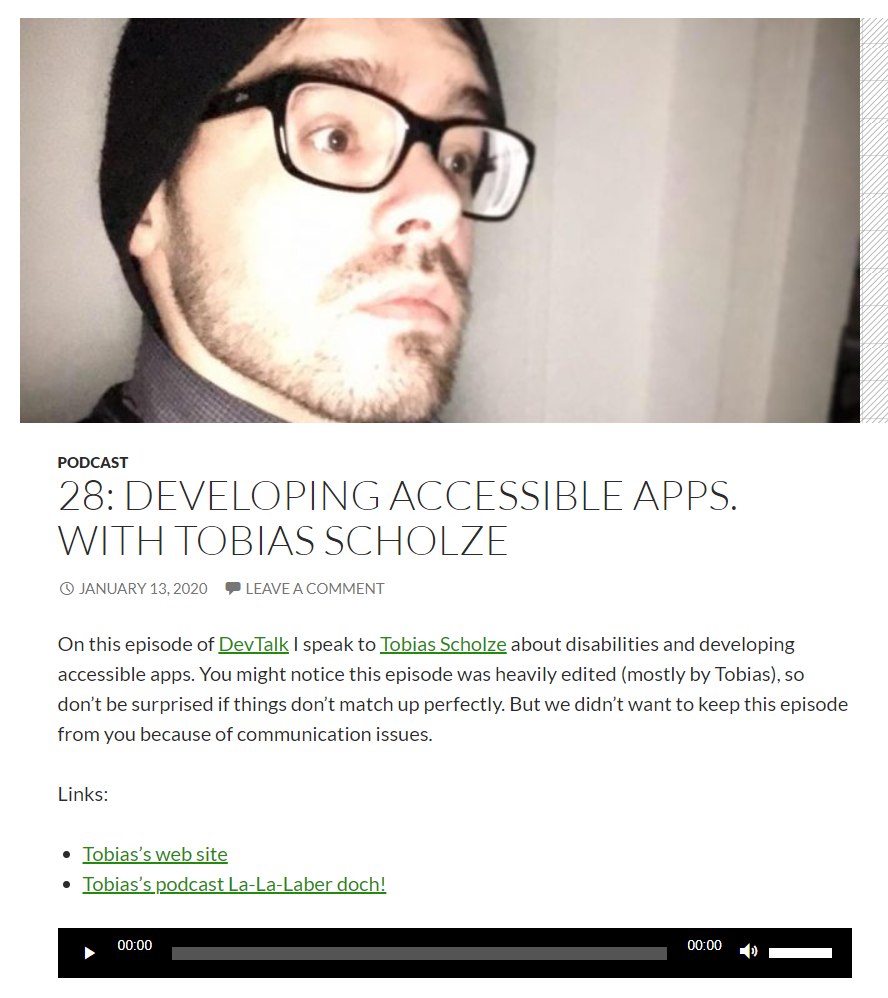 PODCAST
28: DEVELOPING ACCESSIBLE APPS.
WITH TOBIAS SCHOLZE
JANUARY 13, 2020 LEAVE A COMMENT
On this episode of DevTalk I speak to Tobias Scholze about disabilities and developing
accessible apps. You might notice this episode was heavily edited (mostly by Tobias), so
don’t be surprised if things don’t match up perfectly. But we didn’t want to keep this episode
from you because of communication issues.
Links:
Tobias’s web site
Tobias’s podcast La-La-Laber doch!
00:00 00:00